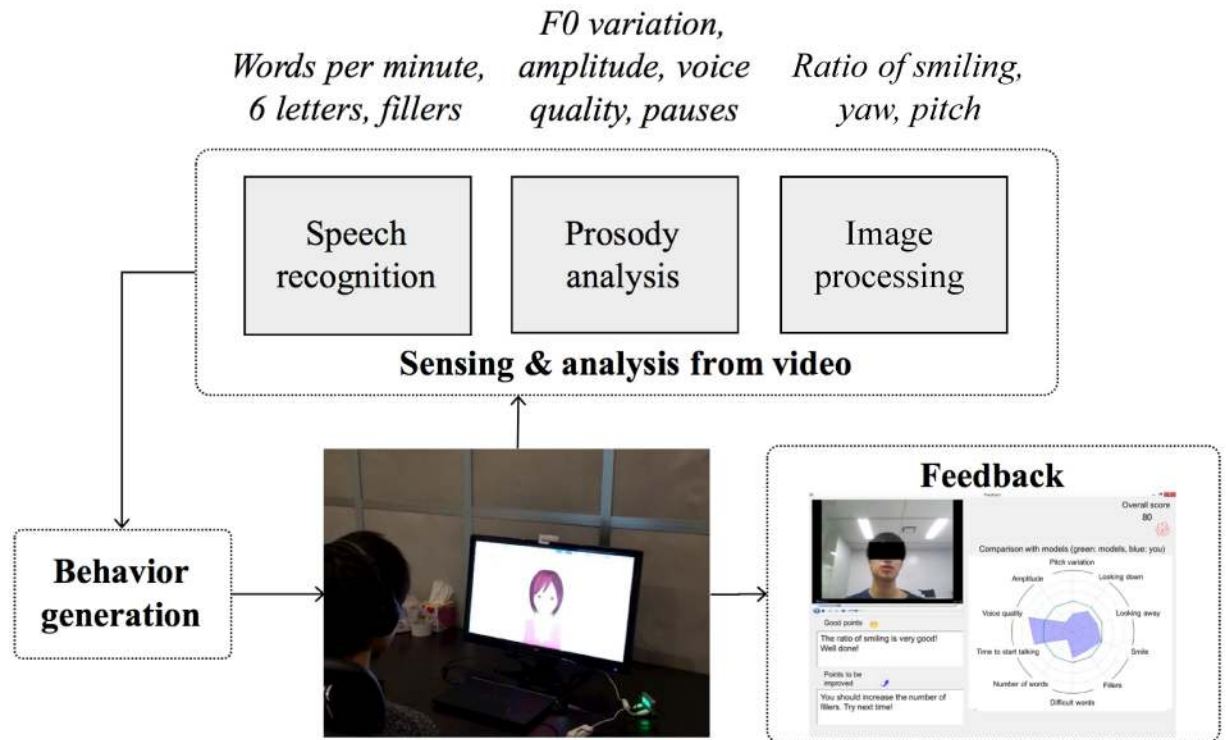 Words per minute,
6 letters, fillers
F0 variation,
amplitude, voice
quality, pauses
Ratio of smiling,
yaw, pitch
Speech
recognition
Prosody
analysis
Image
processing
Sensing & analysis from video
Behavior
generation
Feedback
Feedback
Overall score
80
Comparison with models (green: models, blue: you)
Pitch variation
Amplitude
Looking down
Voice quality
Looking away
Time to start talking
Smile
Number of words
Fillers
Difficult words
Good points
The ratio of smiling is very good!
Well done!
Points to be
improved
You should increase the number of
fillers. Try next time!